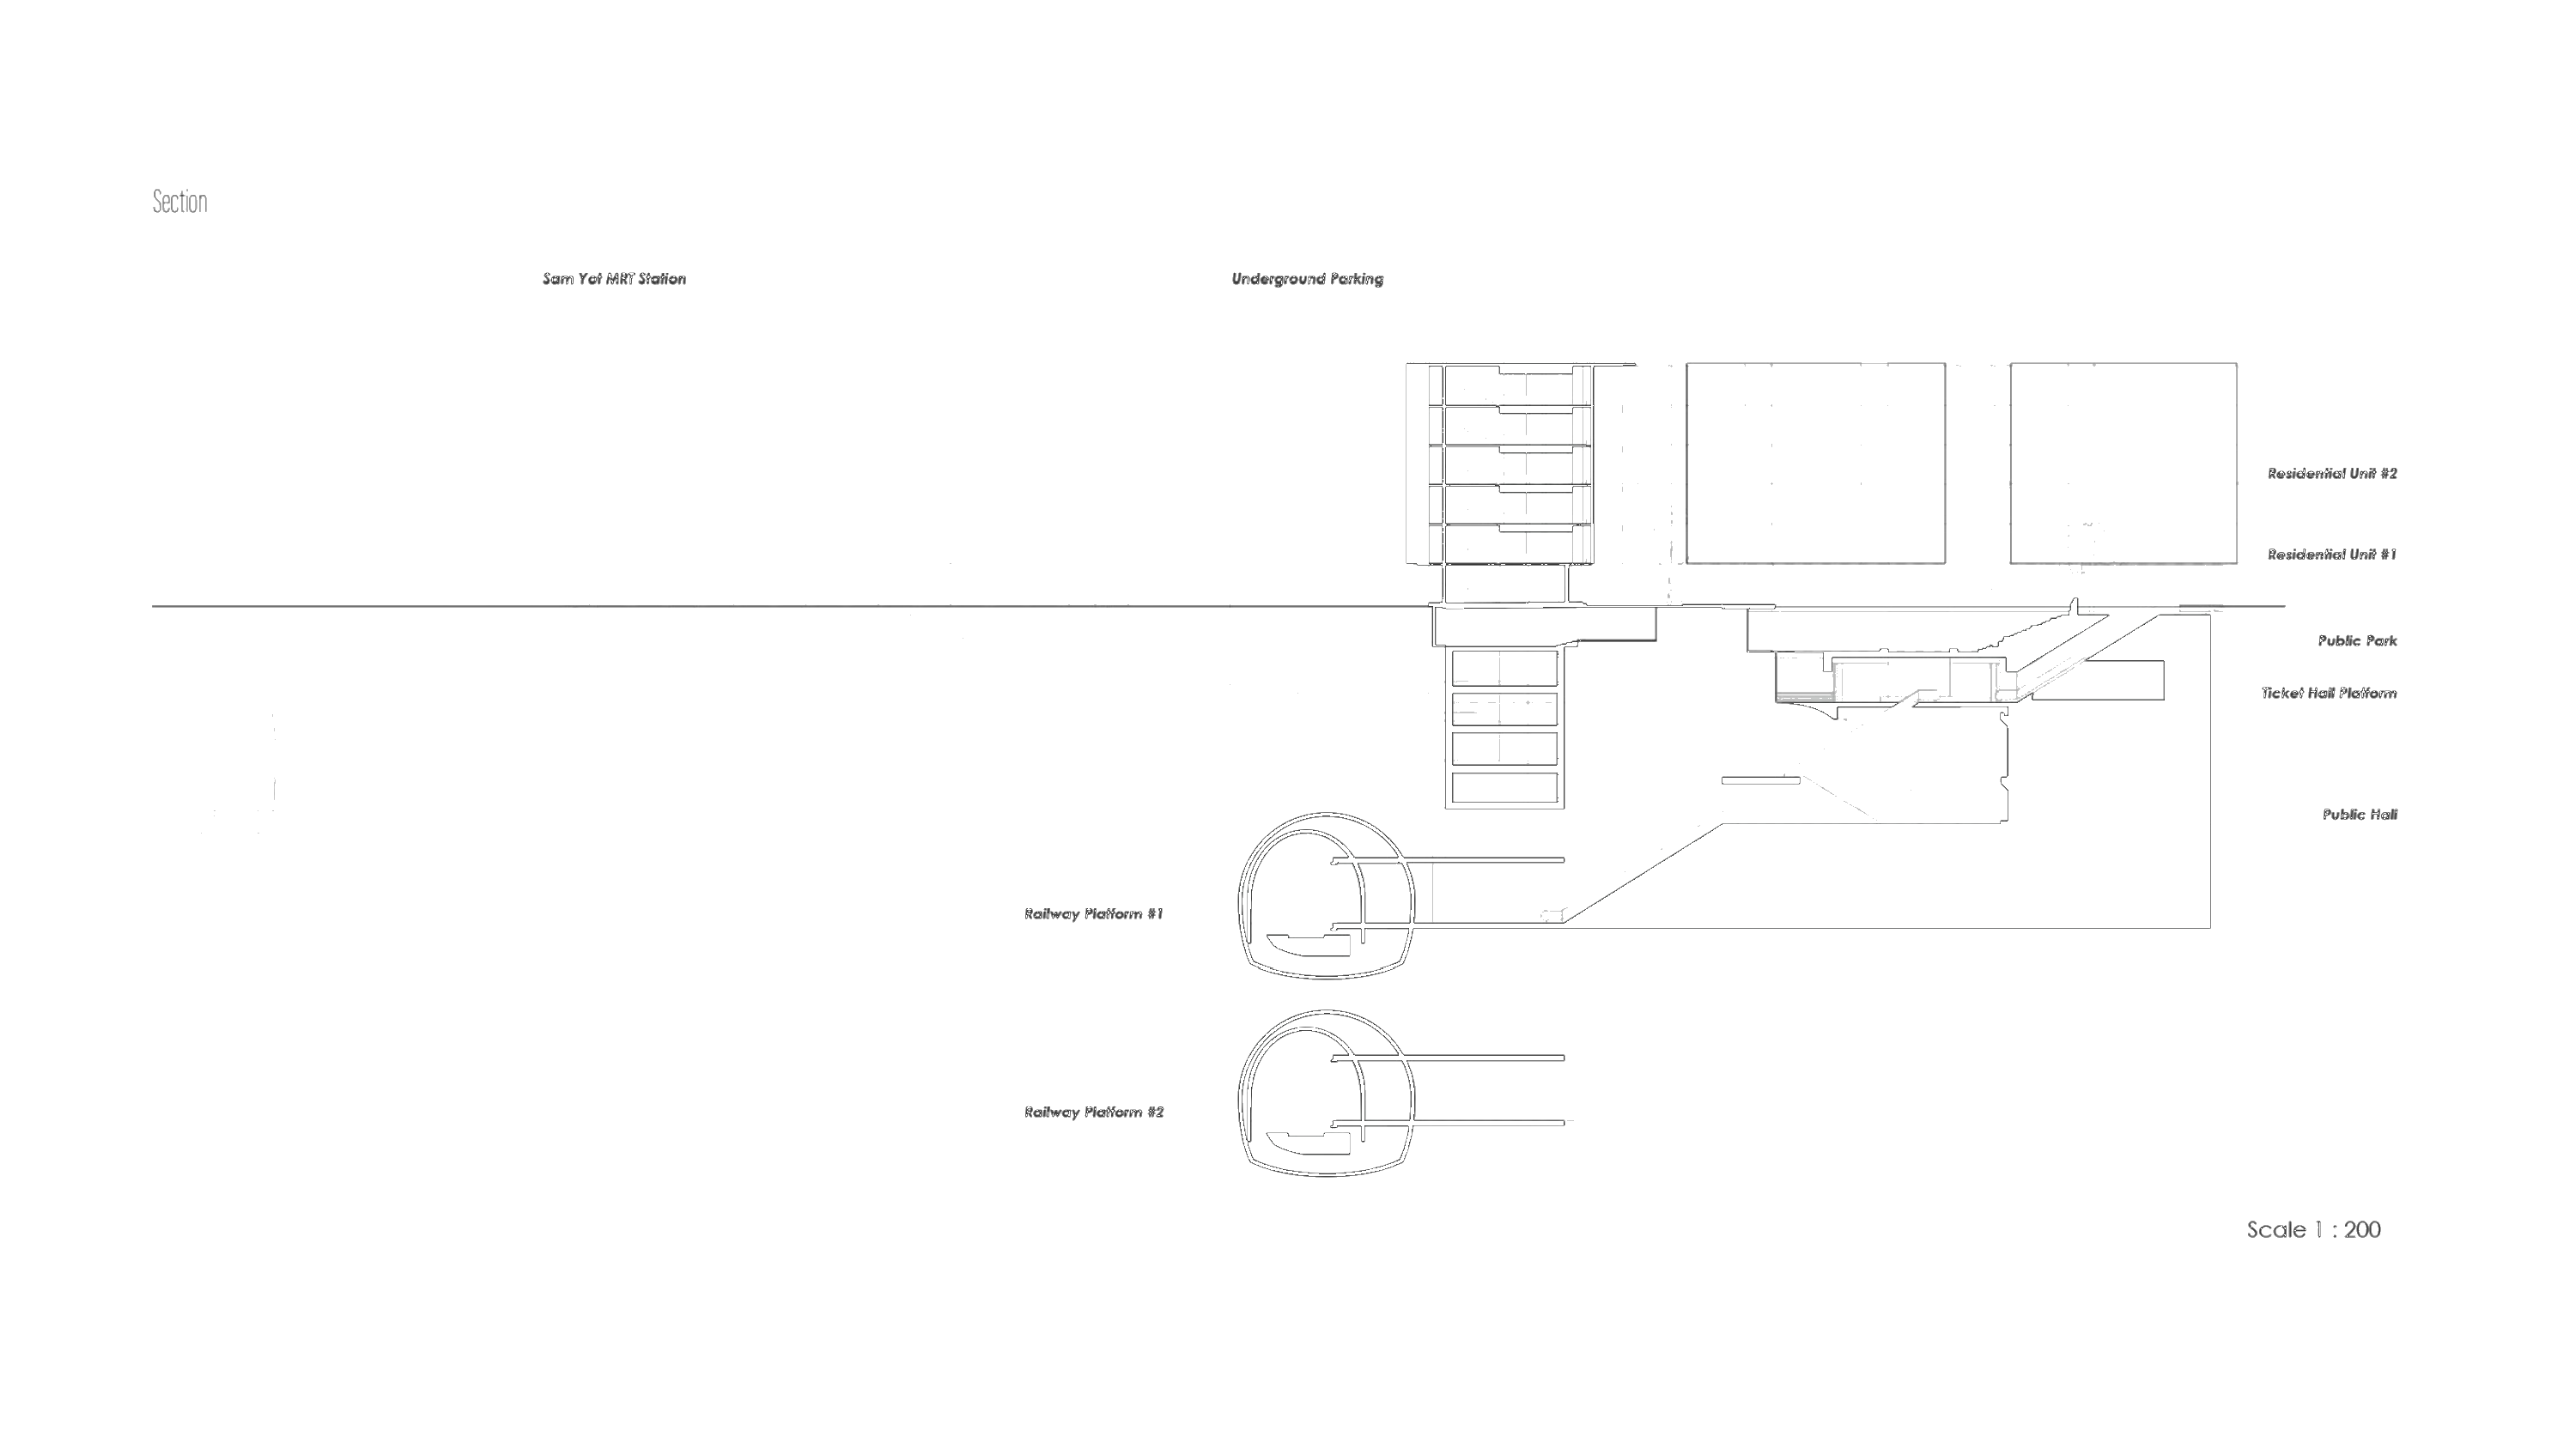 Section
Sam Yot MRT Station
Underground Parking
Residential Unit #2
Residential Unit #1
Public Park
Ticket Hall Platform
Public Hall
Railway Platform #1
Railway Platform #2
Scale 1 : 200